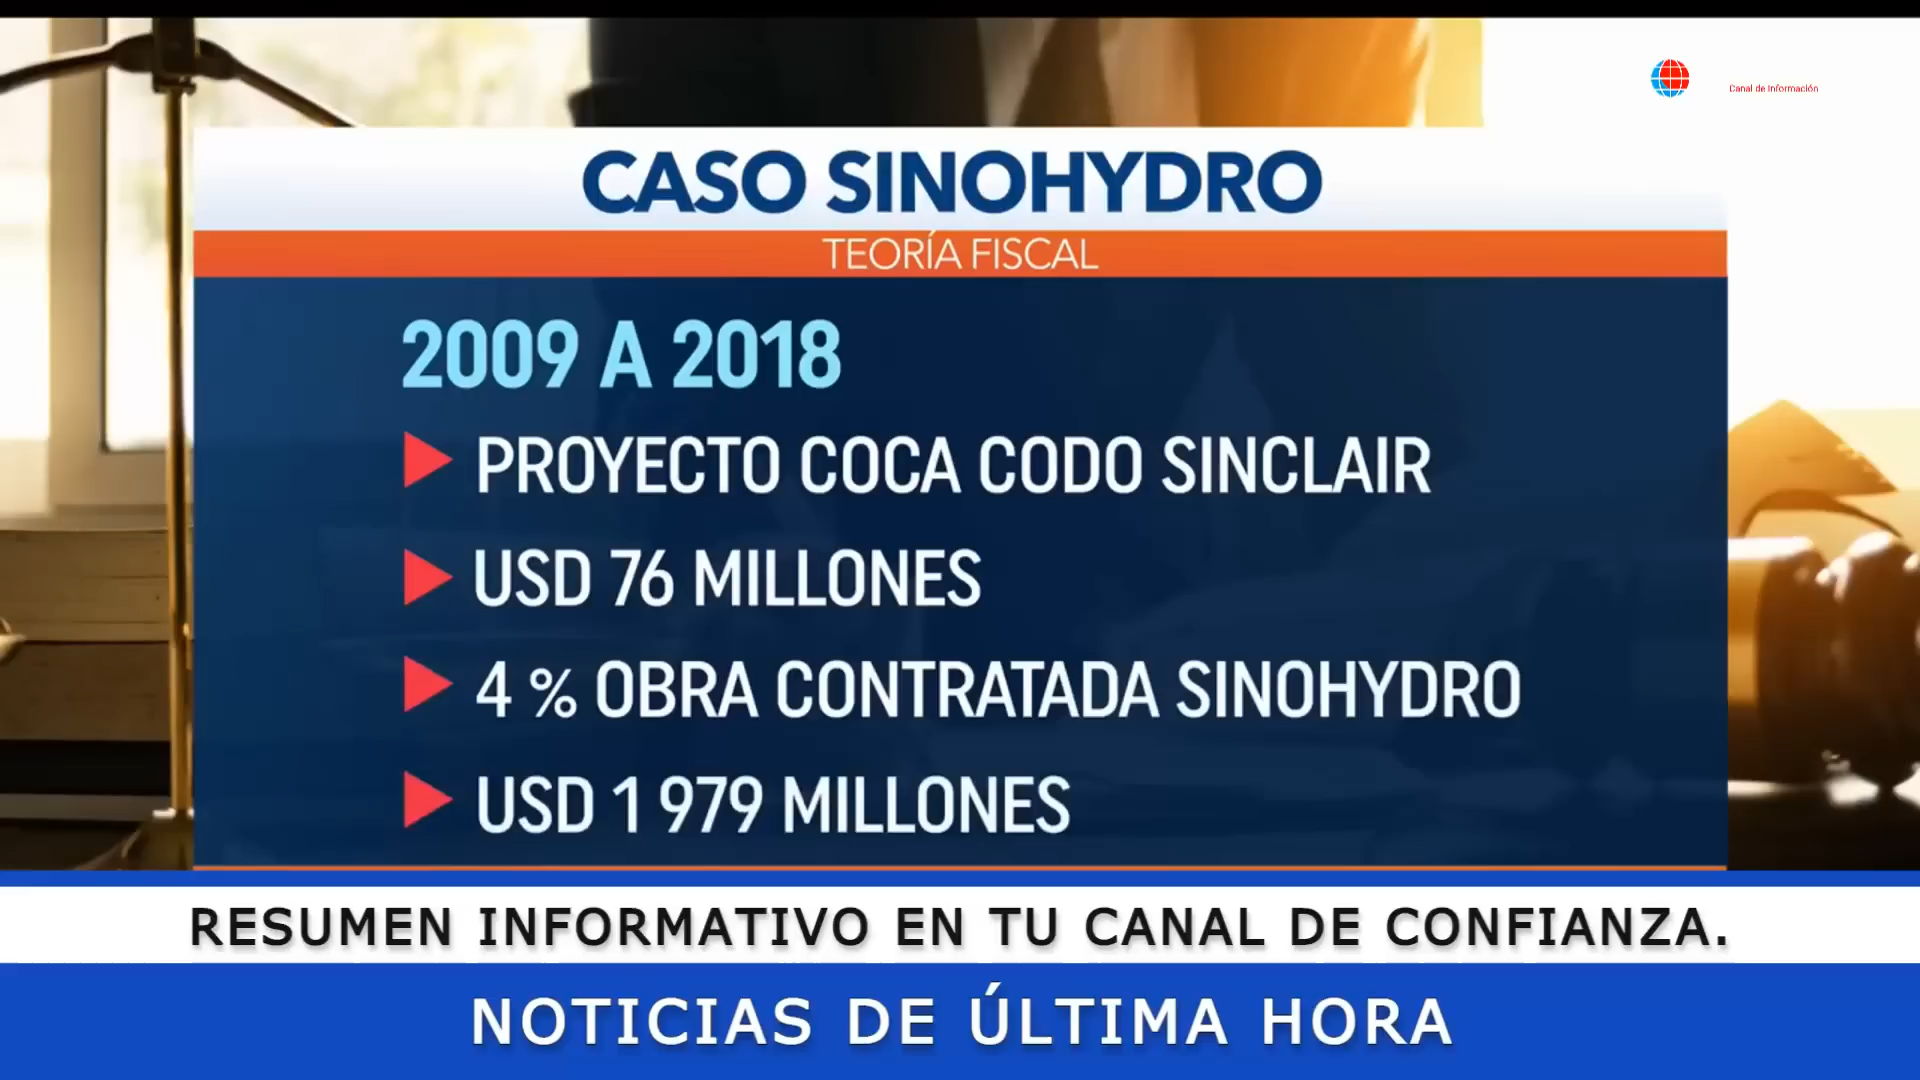 Canal de Información
CASO SINOHYDRO
TEORÍA FISCAL
2009 A 2018
PROYECTO COCA CODO SINCLAIR
USD 76 MILLONES
4 % OBRA CONTRATADA SINOHYDRO
USD 1 979 MILLONES
RESUMEN INFORMATIVO EN TU CANAL DE CONFIANZA.
NOTICIAS DE ÚLTIMA HORA